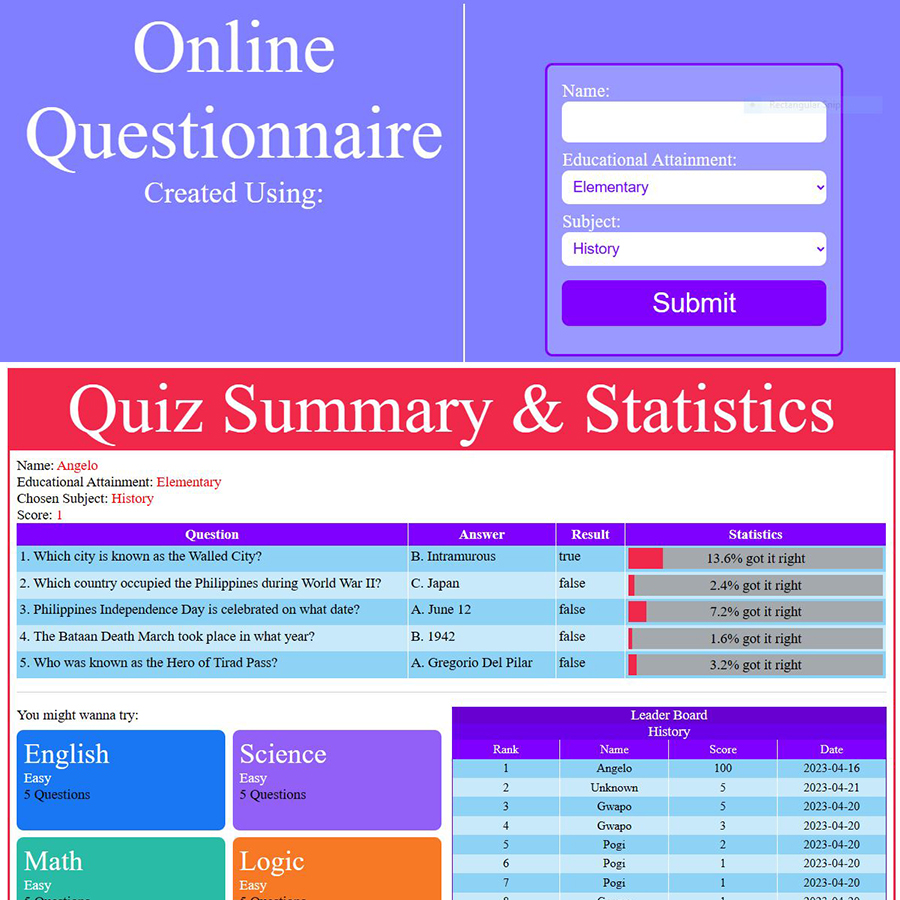 Online
Questionnaire
Created Using:
Name:
Rectangular Snip
Educational Attainment:
Elementary
Subject:
History
Submit
Quiz Summary & Statistics
Name: Angelo
Educational Attainment: Elementary
Chosen Subject: History
Score: 1
Question Answer Result Statistics
1. Which city is known as the Walled City? B. Intramurous true 13.6% got it right
2. Which country occupied the Philippines during World War II? C. Japan false 2.4% got it right
3. Philippines Independence Day is celebrated on what date? A. June 12 false 7.2% got it right
4. The Bataan Death March took place in what year? B. 1942 false 1.6% got it right
5. Who was known as the Hero of Tirad Pass? A. Gregorio Del Pilar false 3.2% got it right
You might wanna try:
English
Easy
5 Questions
Science
Easy
5 Questions
Math
Easy
Logic
Easy
Leader Board
History
Rank Name Score Date
1 Angelo 100 2023-04-16
2 Unknown 5 2023-04-21
3 Gwapo 5 2023-04-20
4 Gwapo 3 2023-04-20
5 Pogi 2 2023-04-20
6 Pogi 1 2023-04-20
7 Pogi 1 2023-04-20